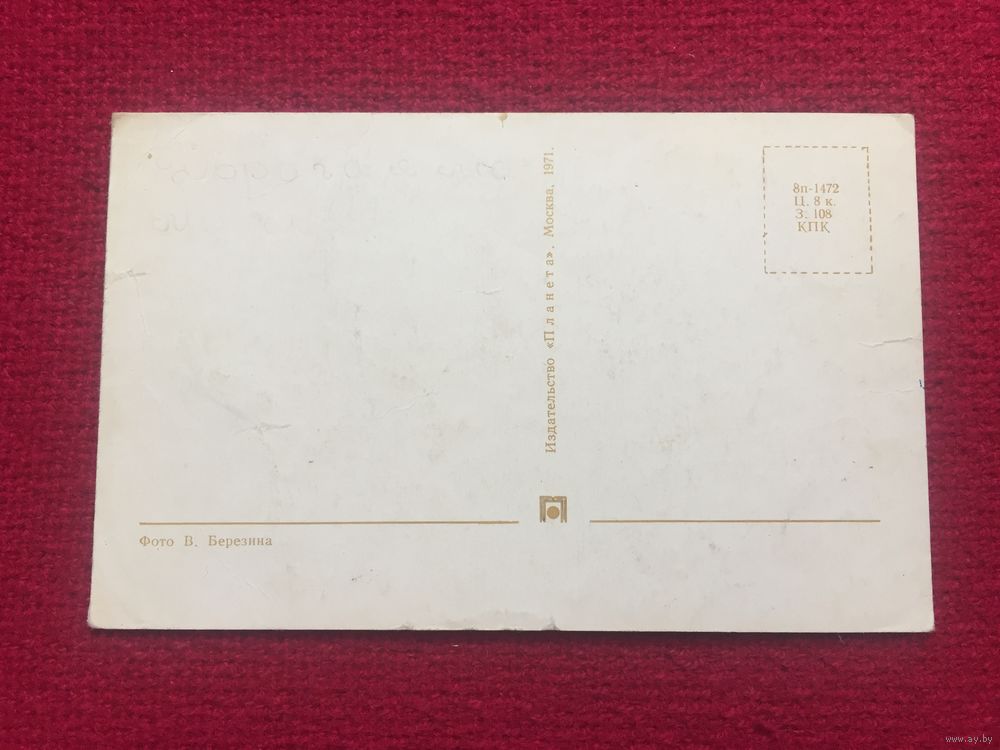 Издательство «Планета». Москва, 1971.
8п-1472
Ц. 8 к.
З. 108
КПК
Фото В. Березина
www.ay.by